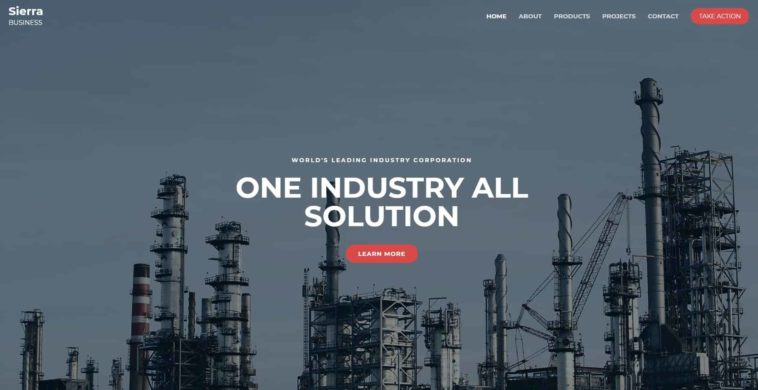 Sierra
BUSINESS
HOME ABOUT PRODUCTS PROJECTS CONTACT TAKE ACTION
WORLD'S LEADING INDUSTRY CORPORATION
ONE INDUSTRY ALL
SOLUTION
LEARN MORE